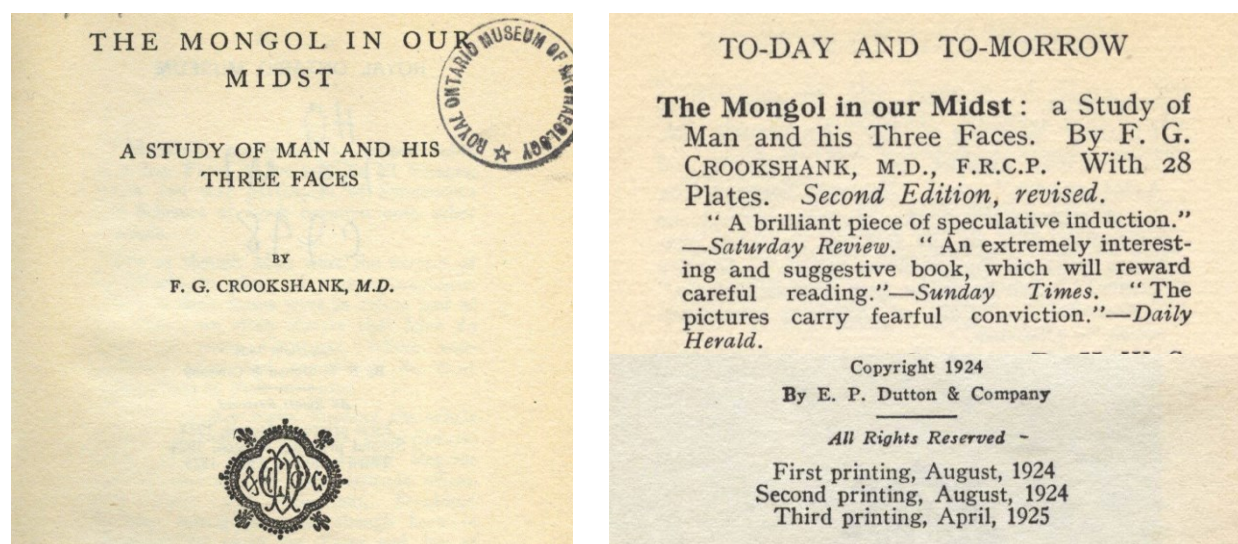 THE MONGOL IN OUR
MIDST
ROYAL ONTARIO MUSEUM OF ARCHAEOLOGY
A STUDY OF MAN AND HIS
THREE FACES
BY
F. G. CROOKSHANK, M.D.
TO-DAY AND TO-MORROW
The Mongol in our Midst : a Study of
Man and his Three Faces. By F. G.
CROOKSHANK, M.D., F.R.C.P. With 28
Plates. Second Edition, revised.
“ A brilliant piece of speculative induction.”
—Saturday Review. “ An extremely interest-
ing and suggestive book, which will reward
careful reading.”—Sunday Times. “ The
pictures carry fearful conviction.”—Daily
Herald.
Copyright 1924
By E. P. Dutton & Company
All Rights Reserved
First printing, August, 1924
Second printing, August, 1924
Third printing, April, 1925